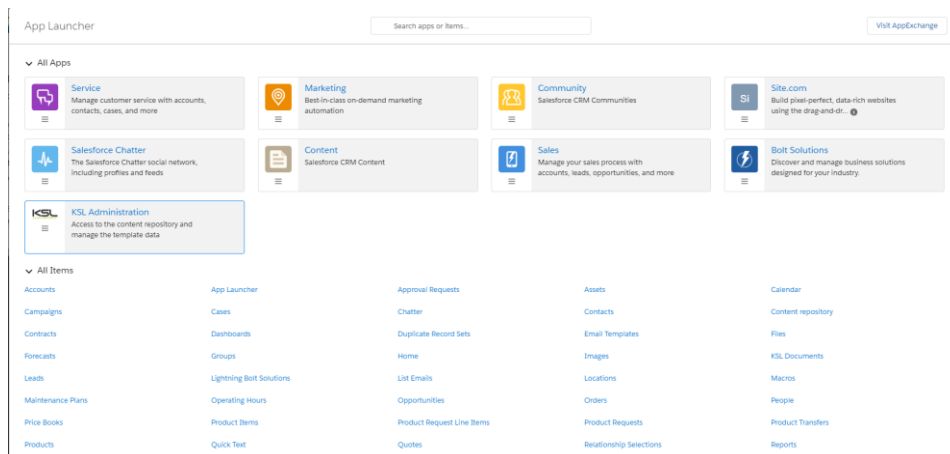 App Launcher
Search apps or items...
Visit AppExchange
All Apps
Service
Manage customer service with accounts,
contacts, cases, and more
Marketing
Best-in-class on-demand marketing
automation
Community
Salesforce CRM Communities
Si
Site.com
Build pixel-perfect, data-rich websites
using the drag-and-dr...
Salesforce Chatter
The Salesforce Chatter social network,
including profiles and feeds
Content
Salesforce CRM Content
Sales
Manage your sales process with
accounts, leads, opportunities, and more
Bolt Solutions
Discover and manage business solutions
designed for your industry.
KSL
KSL Administration
Access to the content repository and
manage the template data
All Items
Accounts App Launcher Approval Requests Assets Calendar
Campaigns Cases Chatter Contacts Content repository
Contracts Dashboards Duplicate Record Sets Email Templates Files
Forecasts Groups Home Images KSL Documents
Leads Lightning Bolt Solutions List Emails Locations Macros
Maintenance Plans Operating Hours Opportunities Orders People
Price Books Product Items Product Request Line Items Product Requests Product Transfers
Products Quick Text Quotes Relationship Selections Reports